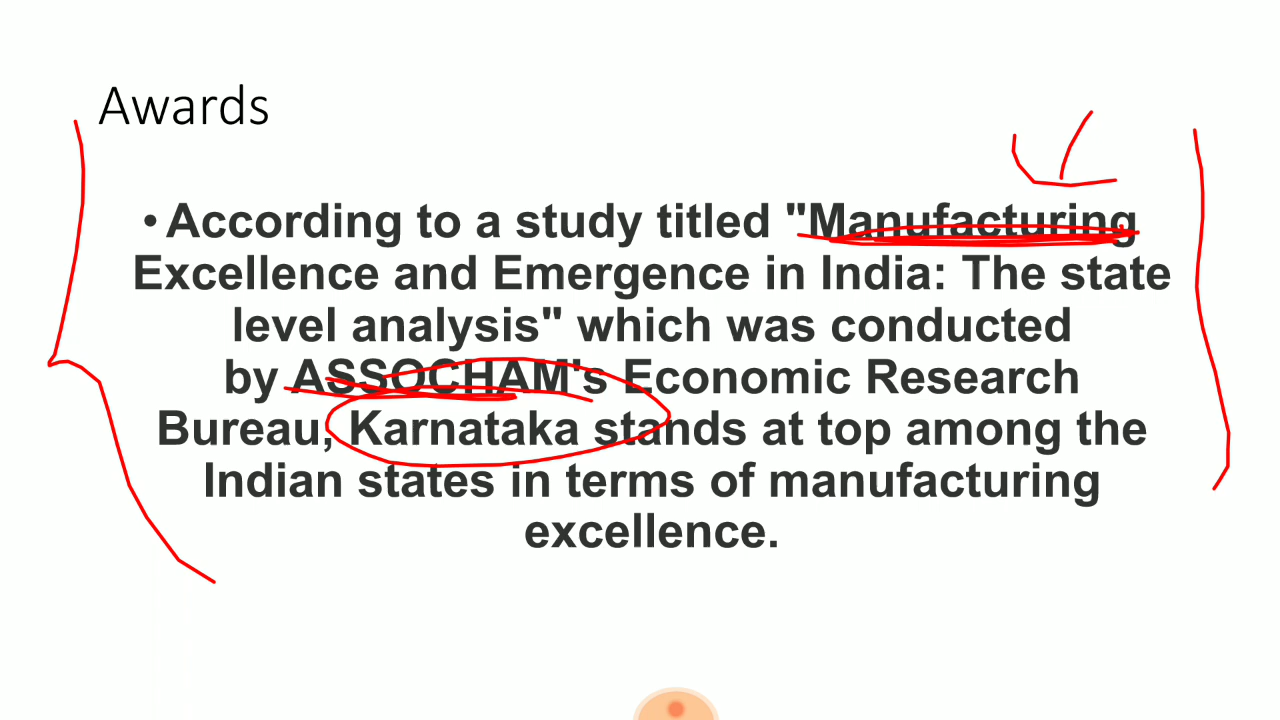 Awards
• According to a study titled "Manufacturing
Excellence and Emergence in India: The state
level analysis" which was conducted
by ASSOCHAM's Economic Research
Bureau, Karnataka stands at top among the
Indian states in terms of manufacturing
excellence.